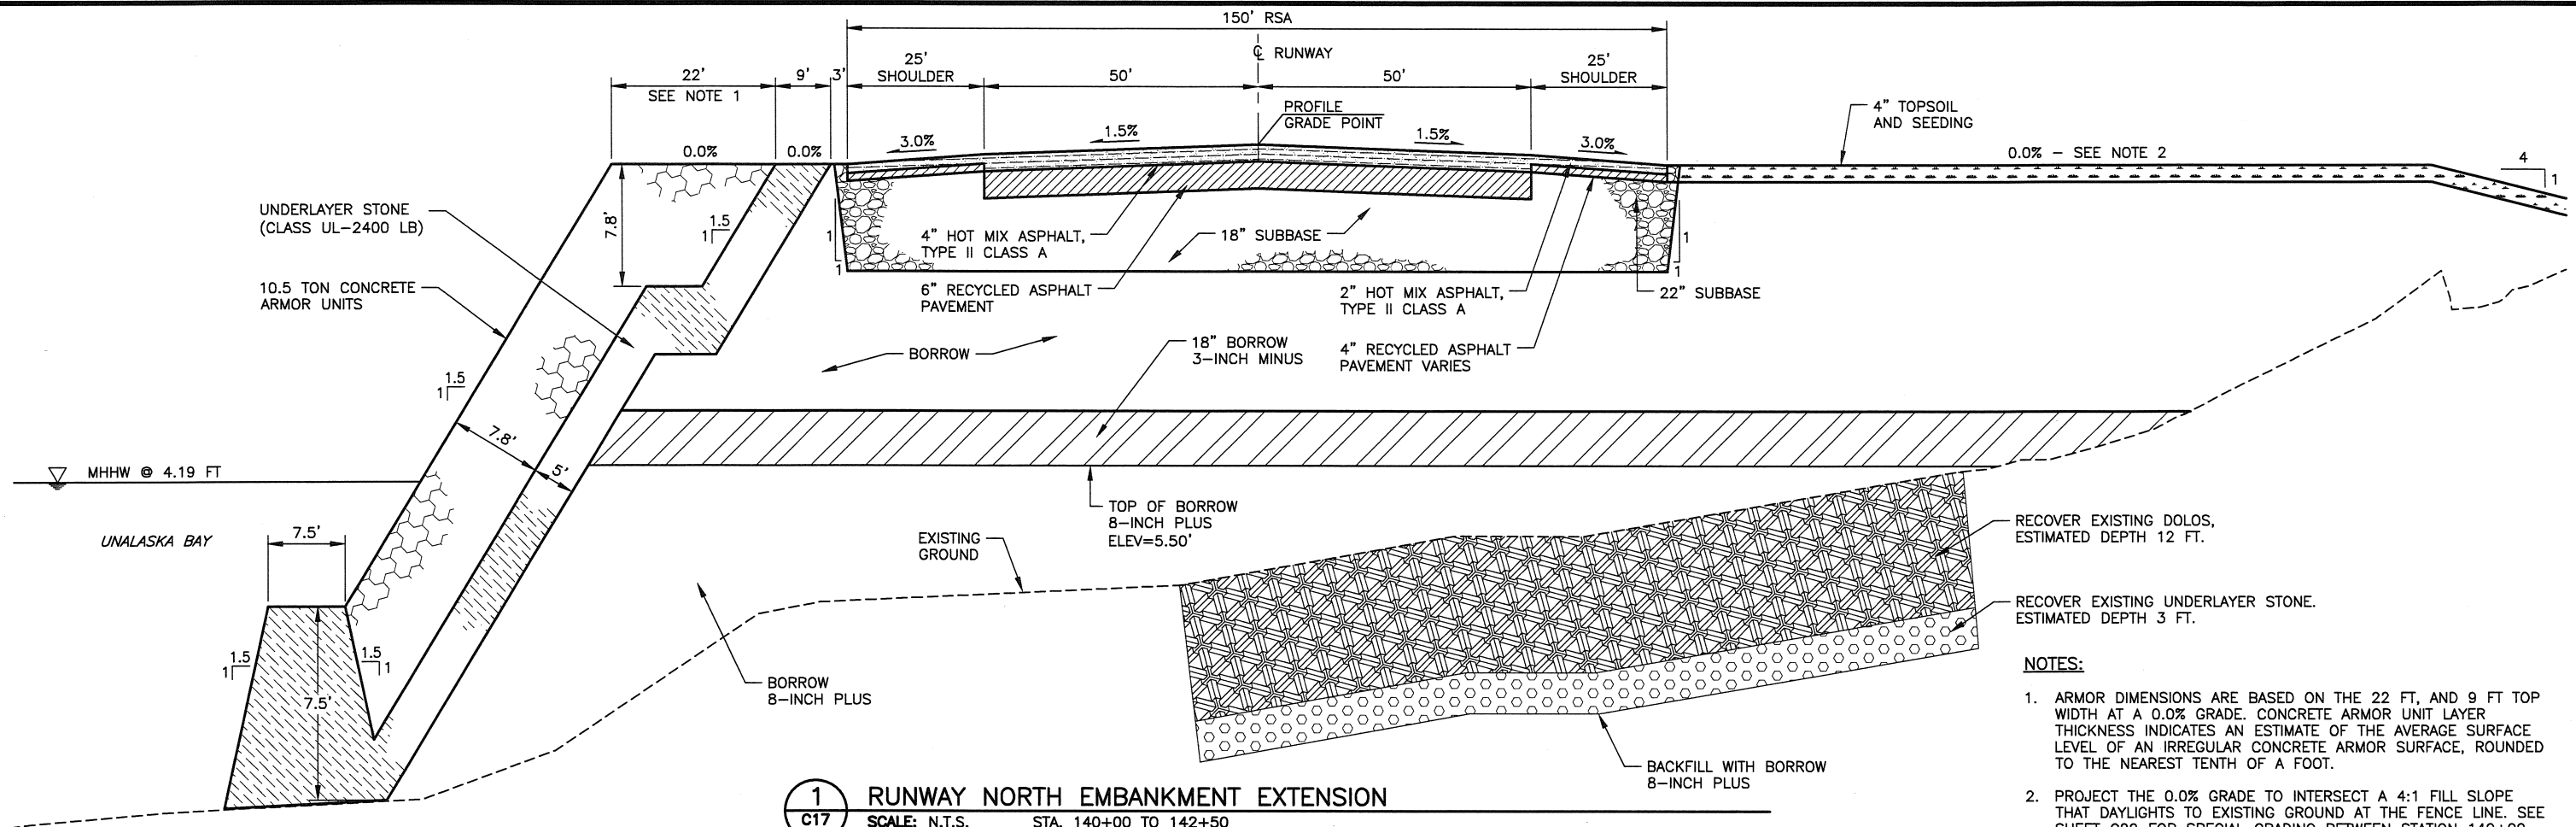 150' RSA
℄ RUNWAY
22'
SEE NOTE 1
9'
3'
25'
SHOULDER
50'
50'
25'
SHOULDER
PROFILE
GRADE POINT
4" TOPSOIL
AND SEEDING
0.0%
0.0%
3.0%
1.5%
1.5%
3.0%
0.0% – SEE NOTE 2
4
1
UNDERLAYER STONE
(CLASS UL–2400 LB)
7.8'
1.5
1
1
1
4" HOT MIX ASPHALT,
TYPE II CLASS A
18" SUBBASE
1
1
10.5 TON CONCRETE
ARMOR UNITS
6" RECYCLED ASPHALT
PAVEMENT
2" HOT MIX ASPHALT,
TYPE II CLASS A
22" SUBBASE
BORROW
18" BORROW
3–INCH MINUS
4" RECYCLED ASPHALT
PAVEMENT VARIES
1.5
1
7.8'
5'
MHHW @ 4.19 FT
UNALASKA BAY
7.5'
TOP OF BORROW
8–INCH PLUS
ELEV=5.50'
EXISTING
GROUND
RECOVER EXISTING DOLOS,
ESTIMATED DEPTH 12 FT.
RECOVER EXISTING UNDERLAYER STONE.
ESTIMATED DEPTH 3 FT.
1.5
1
1.5
1
7.5'
BORROW
8–INCH PLUS
BACKFILL WITH BORROW
8–INCH PLUS
NOTES:
1. ARMOR DIMENSIONS ARE BASED ON THE 22 FT, AND 9 FT TOP
WIDTH AT A 0.0% GRADE. CONCRETE ARMOR UNIT LAYER
THICKNESS INDICATES AN ESTIMATE OF THE AVERAGE SURFACE
LEVEL OF AN IRREGULAR CONCRETE ARMOR SURFACE, ROUNDED
TO THE NEAREST TENTH OF A FOOT.
2. PROJECT THE 0.0% GRADE TO INTERSECT A 4:1 FILL SLOPE
THAT DAYLIGHTS TO EXISTING GROUND AT THE FENCE LINE. SEE
1
C17
RUNWAY NORTH EMBANKMENT EXTENSION
SCALE: N.T.S. STA. 140+00 TO 142+50